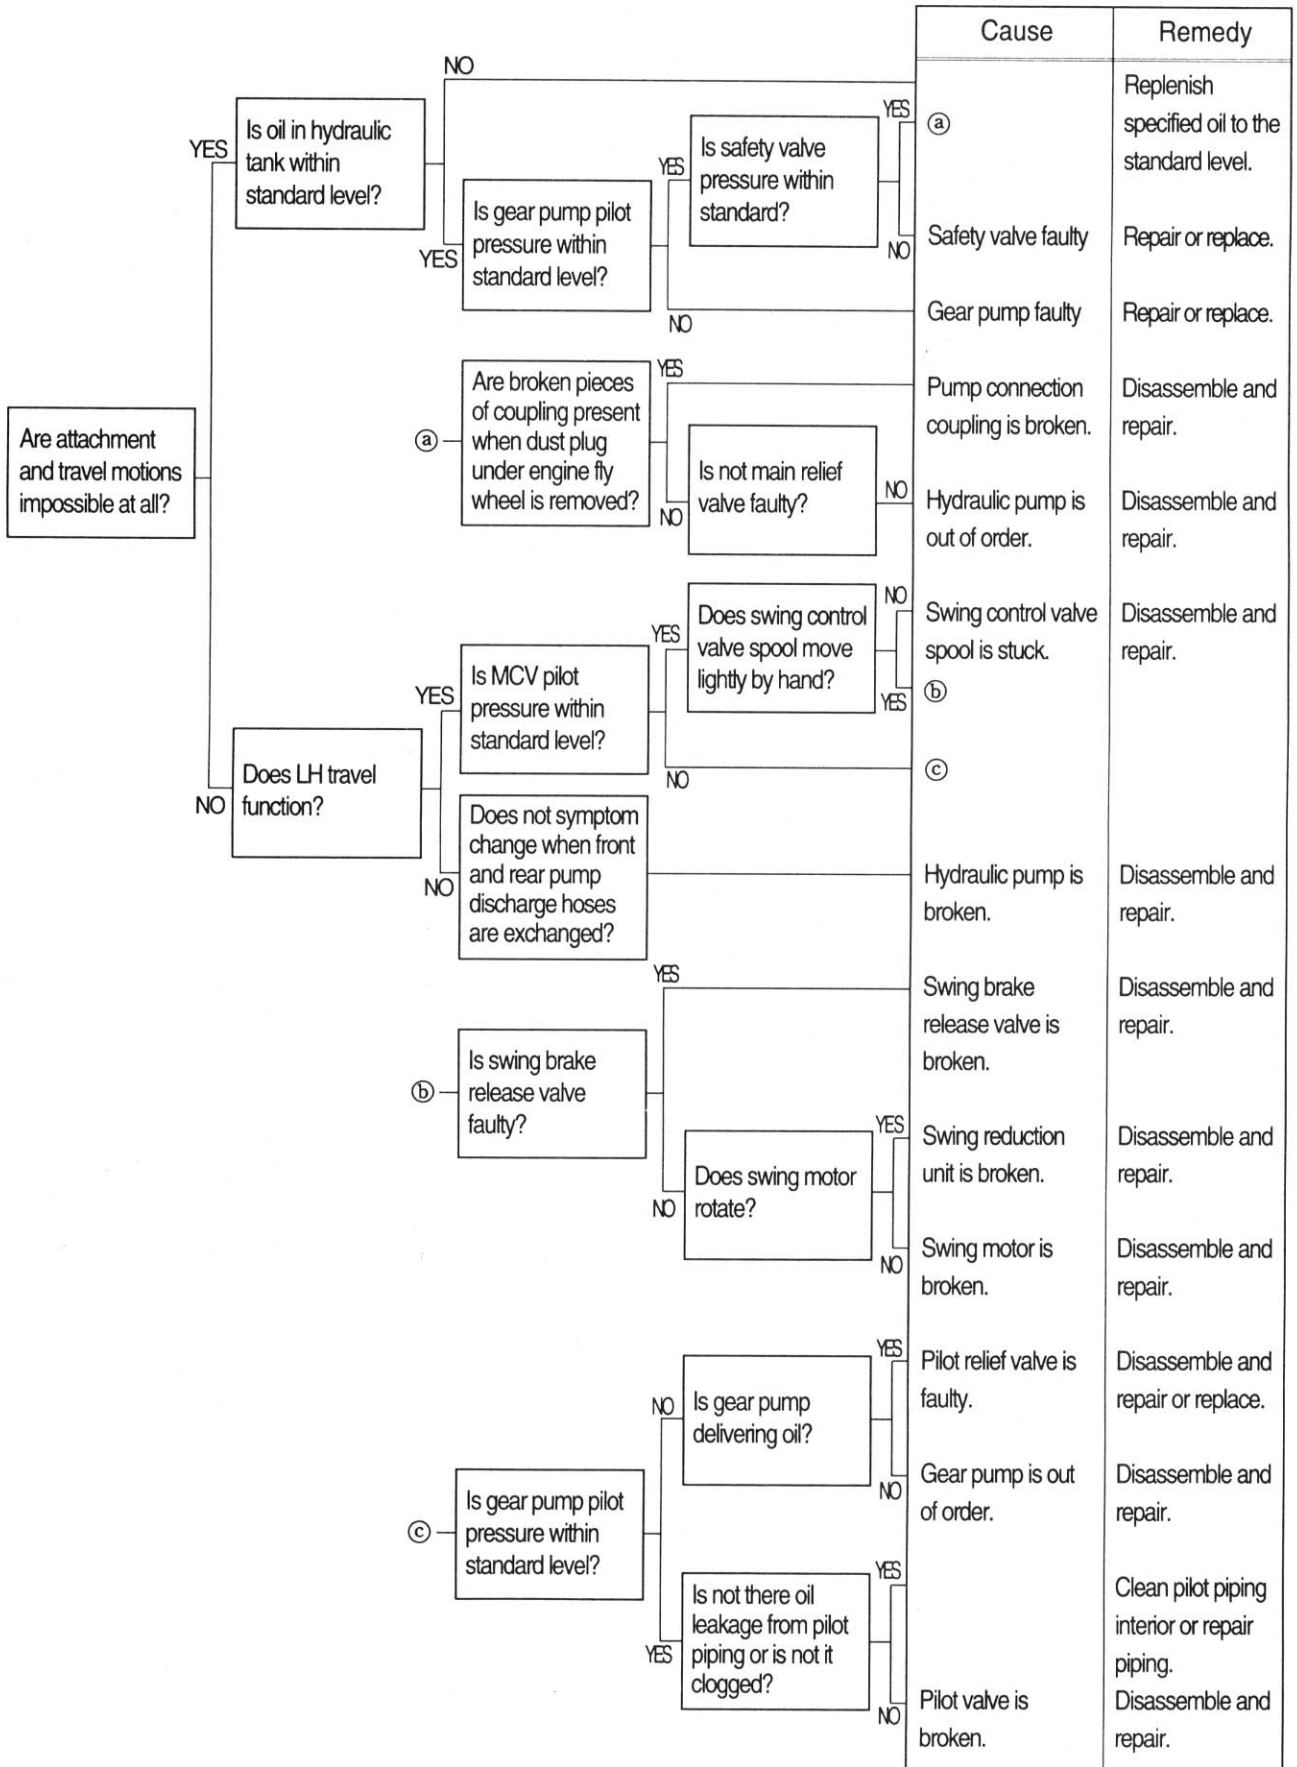 Cause
Remedy
NO
Replenish
specified oil to the
standard level.
YES
Is oil in hydraulic
tank within
standard level?
YES
Is safety valve
pressure within
standard?
YES
ⓐ
YES
Is gear pump pilot
pressure within
standard level?
NO
Safety valve faulty
Repair or replace.
NO
Gear pump faulty
Repair or replace.
Are attachment
and travel motions
impossible at all?
ⓐ
Are broken pieces
of coupling present
when dust plug
under engine fly
wheel is removed?
YES
Pump connection
coupling is broken.
Disassemble and
repair.
NO
Is not main relief
valve faulty?
NO
Hydraulic pump is
out of order.
Disassemble and
repair.
NO
Does LH travel
function?
YES
Is MCV pilot
pressure within
standard level?
YES
Does swing control
valve spool move
lightly by hand?
NO
Swing control valve
spool is stuck.
Disassemble and
repair.
YES
ⓑ
NO
ⓒ
NO
Does not symptom
change when front
and rear pump
discharge hoses
are exchanged?
Hydraulic pump is
broken.
Disassemble and
repair.
ⓑ
Is swing brake
release valve
faulty?
YES
Swing brake
release valve is
broken.
Disassemble and
repair.
NO
Does swing motor
rotate?
YES
Swing reduction
unit is broken.
Disassemble and
repair.
NO
Swing motor is
broken.
Disassemble and
repair.
ⓒ
Is gear pump pilot
pressure within
standard level?
NO
Is gear pump
delivering oil?
YES
Pilot relief valve is
faulty.
Disassemble and
repair or replace.
NO
Gear pump is out
of order.
Disassemble and
repair.
YES
Is not there oil
leakage from pilot
piping or is not it
clogged?
YES
Clean pilot piping
interior or repair
piping.
NO
Pilot valve is
broken.
Disassemble and
repair.